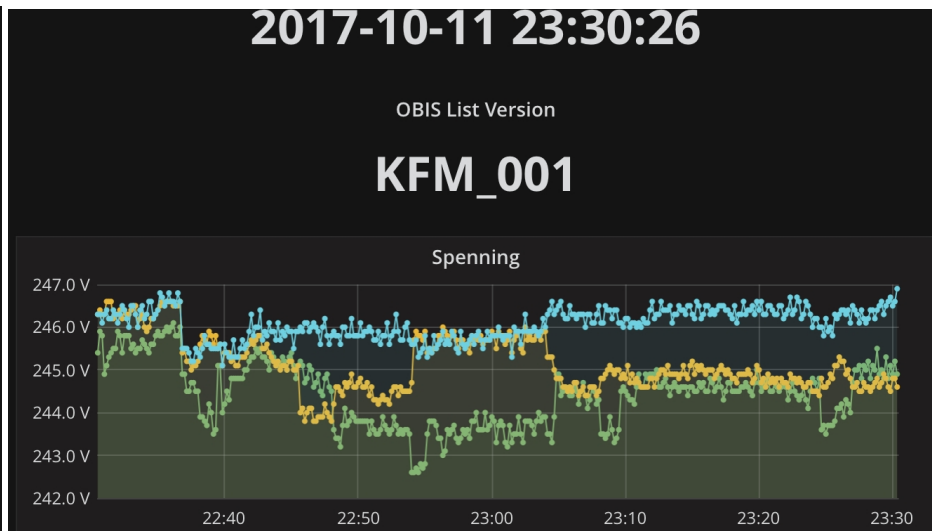 2017-10-11 23:30:26
OBIS List Version
KFM_001
Spenning
247.0 V
246.0 V
245.0 V
244.0 V
243.0 V
242.0 V
22:40 22:50 23:00 23:10 23:20 23:30